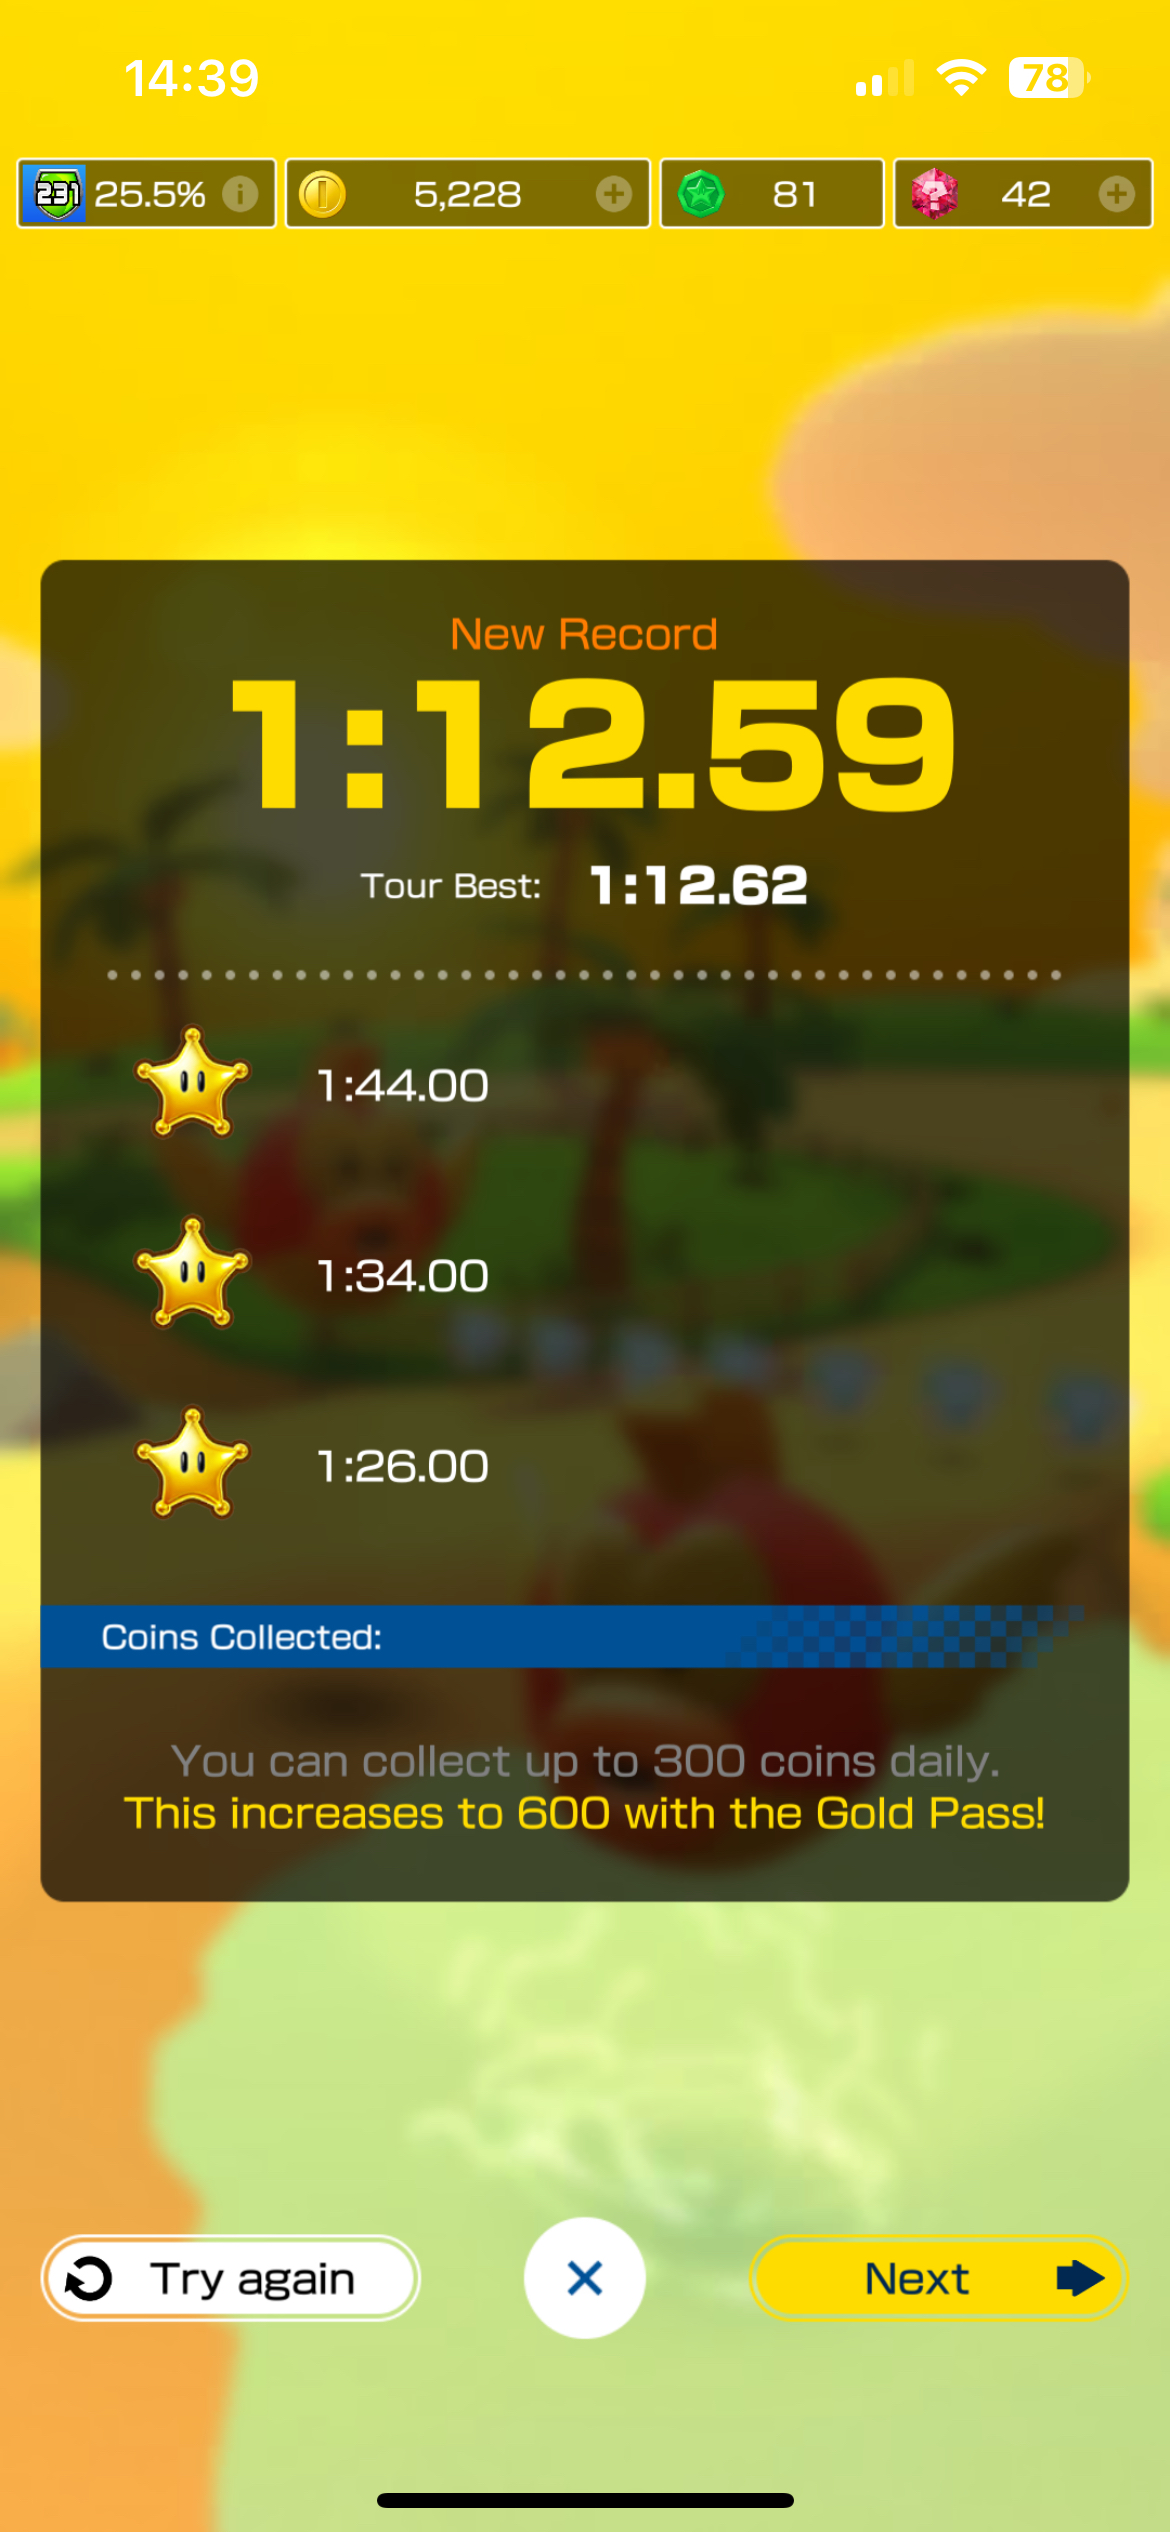 14:39
78
231 25.5% i 5,228 + 81 ? 42 +
New Record
1:12.59
Tour Best: 1:12.62
1:44.00
1:34.00
1:26.00
Coins Collected:
You can collect up to 300 coins daily.
This increases to 600 with the Gold Pass!
Try again × Next